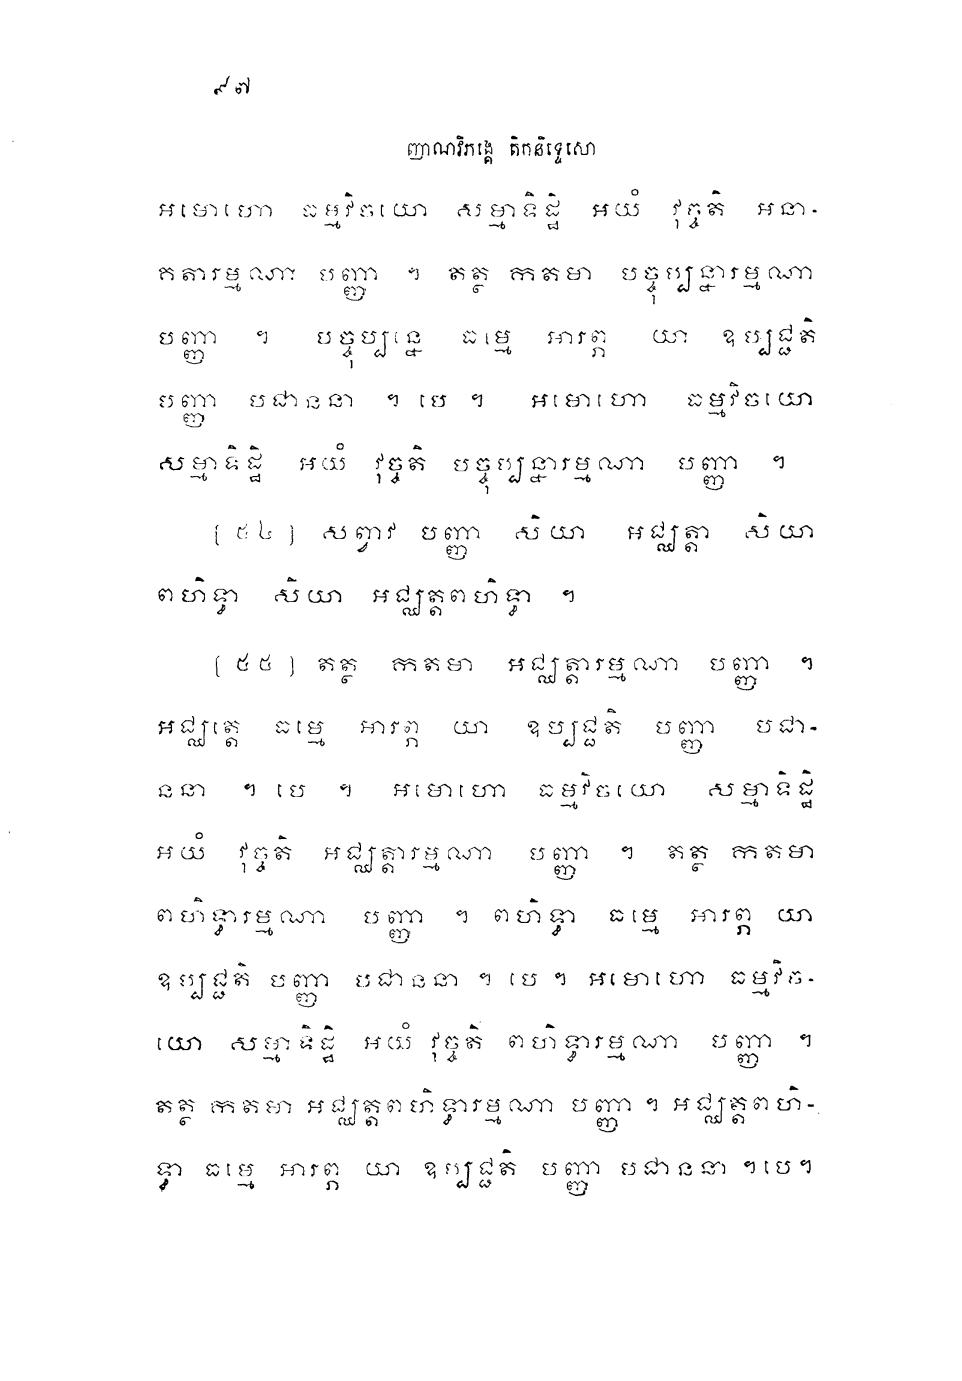 ៩៧
ញាណវិភង្គេ តិកនិទ្ទេសោ
អមោហោ ធម្មវិចយោ សម្មាទិដ្ឋិ អយំ វុច្ចតិ អនា-
គតារម្មណា បញ្ញា ។ តត្ថ កតមា បច្ចុប្បន្នារម្មណា
បញ្ញា ។ បច្ចុប្បន្នេ ធម្មេ អារព្ភ យា ឧប្បជ្ជតិ
បញ្ញា បជាននា ។ បេ ។ អមោហោ ធម្មវិចយោ
សម្មាទិដ្ឋិ អយំ វុច្ចតិ បច្ចុប្បន្នារម្មណា បញ្ញា ។
[៥៤] សព្វាវ បញ្ញា សិយា អជ្ឈត្តា សិយា
ពហិទ្ធា សិយា អជ្ឈត្តពហិទ្ធា ។
[៥៥] តត្ថ កតមា អជ្ឈត្តារម្មណា បញ្ញា ។
អជ្ឈត្តេ ធម្មេ អារព្ភ យា ឧប្បជ្ជតិ បញ្ញា បជា-
ននា ។ បេ ។ អមោហោ ធម្មវិចយោ សម្មាទិដ្ឋិ
អយំ វុច្ចតិ អជ្ឈត្តារម្មណា បញ្ញា ។ តត្ថ កតមា
ពហិទ្ធារម្មណា បញ្ញា ។ ពហិទ្ធា ធម្មេ អារព្ភ យា
ឧប្បជ្ជតិ បញ្ញា បជាននា ។ បេ ។ អមោហោ ធម្មវិច-
យោ សម្មាទិដ្ឋិ អយំ វុច្ចតិ ពហិទ្ធារម្មណា បញ្ញា ។
តត្ថ កតមា អជ្ឈត្តពហិទ្ធារម្មណា បញ្ញា ។ អជ្ឈត្តពហិ-
ទ្ធា ធម្មេ អារព្ភ យា ឧប្បជ្ជតិ បញ្ញា បជាននា ។ បេ ។